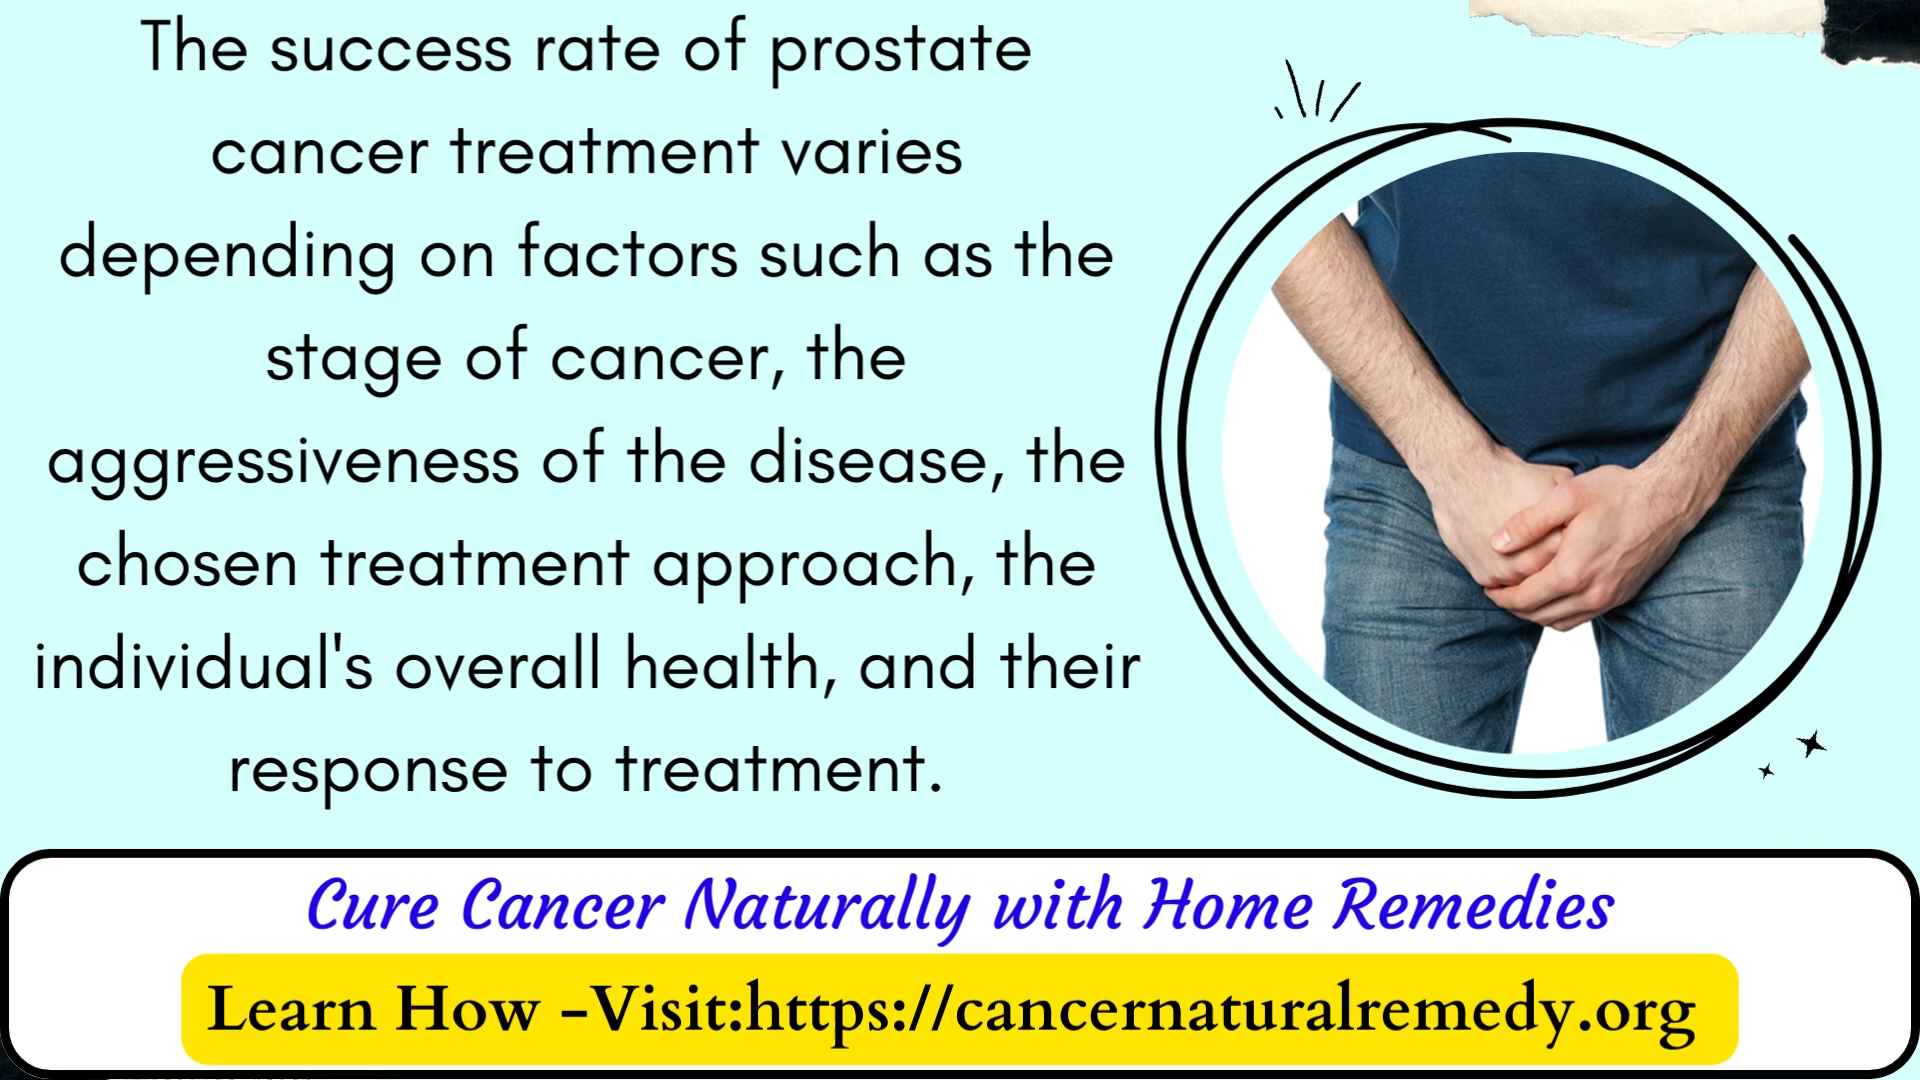 The success rate of prostate
cancer treatment varies
depending on factors such as the
stage of cancer, the
aggressiveness of the disease, the
chosen treatment approach, the
individual's overall health, and their
response to treatment.
Cure Cancer Naturally with Home Remedies
Learn How -Visit:https://cancernaturalremedy.org